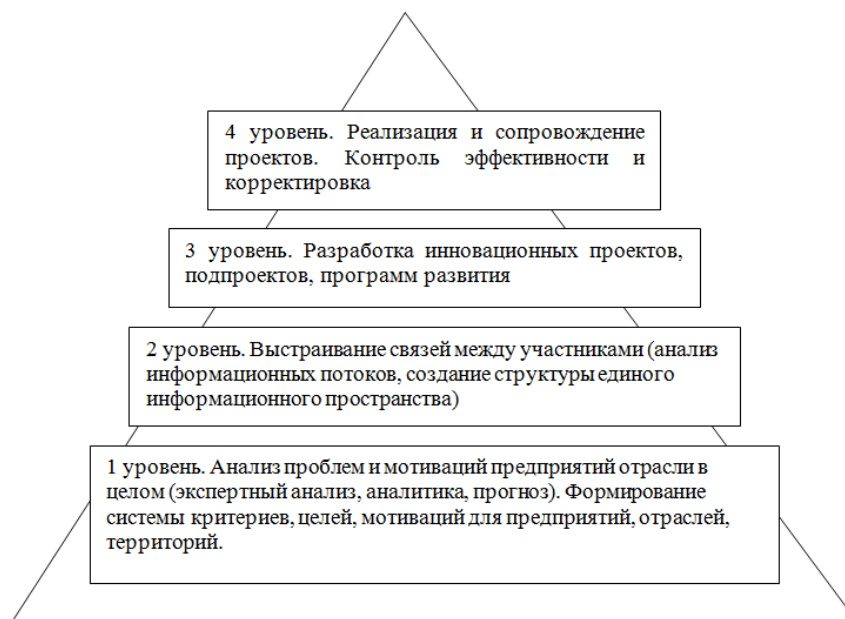 4 уровень. Реализация и сопровождение
проектов. Контроль эффективности и
корректировка
3 уровень. Разработка инновационных проектов,
подпроектов, программ развития
2 уровень. Выстраивание связей между участниками (анализ
информационных потоков, создание структуры единого
информационного пространства)
1 уровень. Анализ проблем и мотиваций предприятий отрасли в
целом (экспертный анализ, аналитика, прогноз). Формирование
системы критериев, целей, мотиваций для предприятий, отраслей,
территорий.